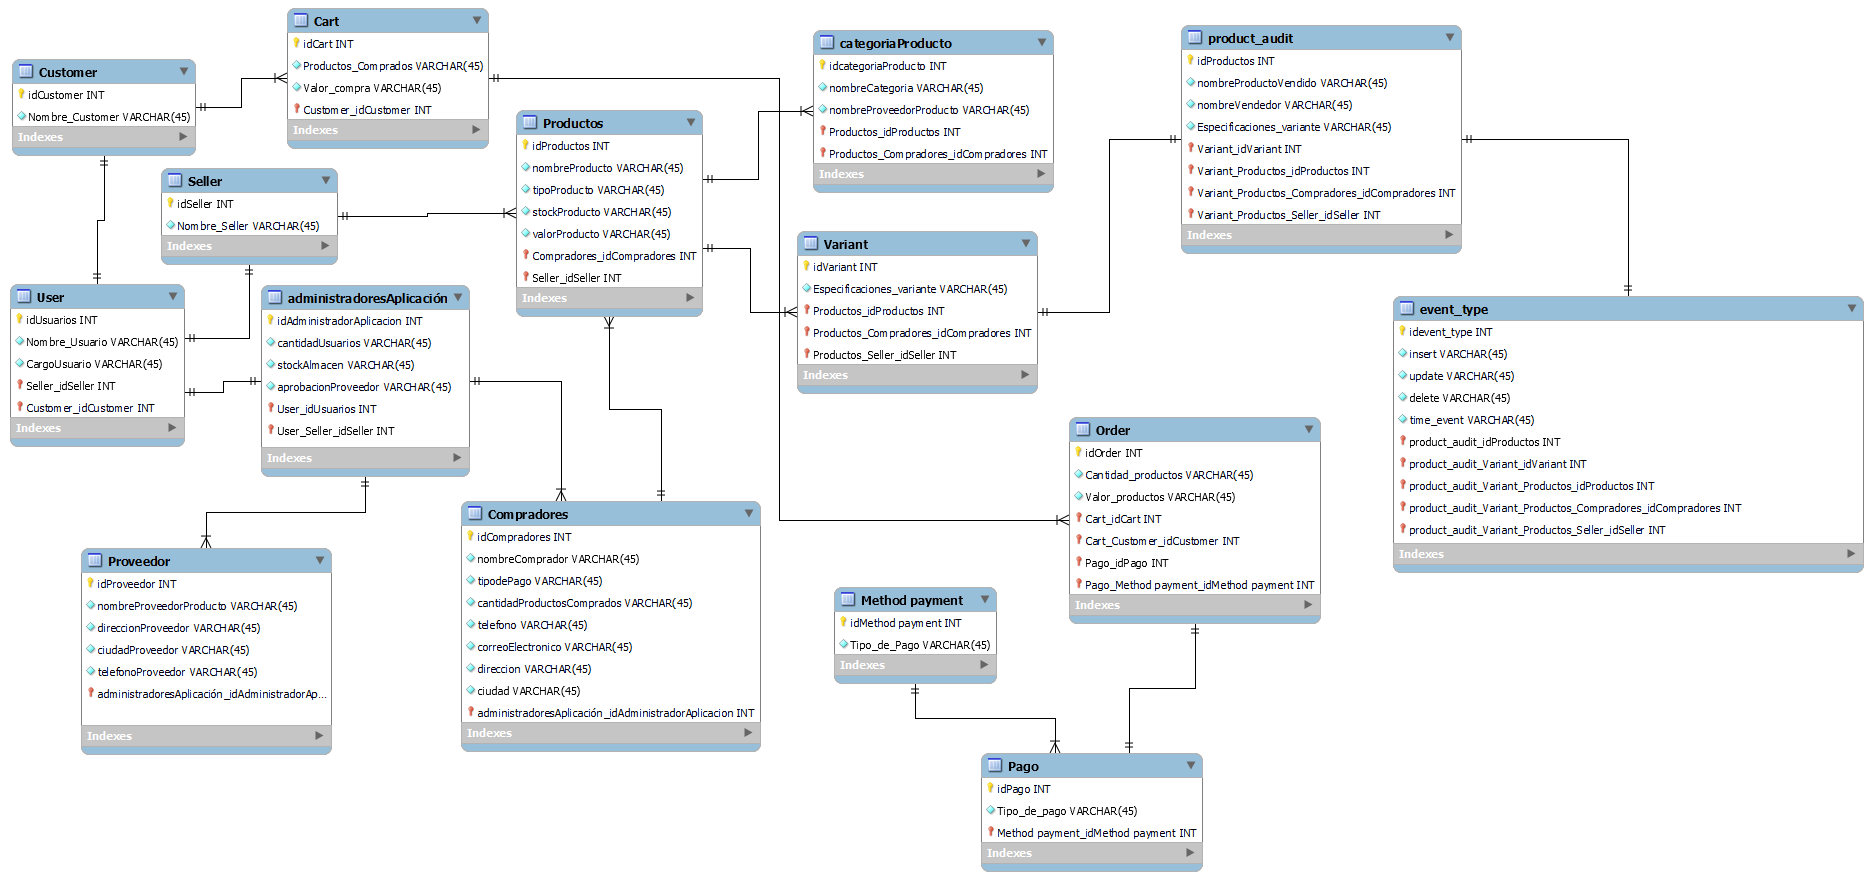 Cart
idCart INT
Productos_Comprados VARCHAR(45)
Valor_compra VARCHAR(45)
Customer_idCustomer INT
Indexes
Customer
idCustomer INT
Nombre_Customer VARCHAR(45)
Indexes
Seller
idSeller INT
Nombre_Seller VARCHAR(45)
Indexes
Productos
idProductos INT
nombreProducto VARCHAR(45)
tipoProducto VARCHAR(45)
stockProducto VARCHAR(45)
valorProducto VARCHAR(45)
Compradores_idCompradores INT
Seller_idSeller INT
Indexes
categoriaProducto
idcategoriaProducto INT
nombreCategoria VARCHAR(45)
nombreProveedorProducto VARCHAR(45)
Productos_idProductos INT
Productos_Compradores_idCompradores INT
Indexes
product_audit
idProductos INT
nombreProductoVendido VARCHAR(45)
nombreVendedor VARCHAR(45)
Especificaciones_variante VARCHAR(45)
Variant_idVariant INT
Variant_Productos_idProductos INT
Variant_Productos_Compradores_idCompradores INT
Variant_Productos_Seller_idSeller INT
Indexes
Variant
idVariant INT
Especificaciones_variante VARCHAR(45)
Productos_idProductos INT
Productos_Compradores_idCompradores INT
Productos_Seller_idSeller INT
Indexes
User
idUsuarios INT
Nombre_Usuario VARCHAR(45)
CargoUsuario VARCHAR(45)
Seller_idSeller INT
Customer_idCustomer INT
Indexes
administradoresAplicación
idAdministradorAplicacion INT
cantidadUsuarios VARCHAR(45)
stockAlmacen VARCHAR(45)
aprobacionProveedor VARCHAR(45)
User_idUsuarios INT
User_Seller_idSeller INT
Indexes
event_type
idevent_type INT
insert VARCHAR(45)
update VARCHAR(45)
delete VARCHAR(45)
time_event VARCHAR(45)
product_audit_idProductos INT
product_audit_Variant_idVariant INT
product_audit_Variant_Productos_idProductos INT
product_audit_Variant_Productos_Compradores_idCompradores INT
product_audit_Variant_Productos_Seller_idSeller INT
Indexes
Order
idOrder INT
Cantidad_productos VARCHAR(45)
Valor_productos VARCHAR(45)
Cart_idCart INT
Cart_Customer_idCustomer INT
Pago_idPago INT
Pago_Method payment_idMethod payment INT
Indexes
Compradores
idCompradores INT
nombreComprador VARCHAR(45)
tipodePago VARCHAR(45)
cantidadProductosComprados VARCHAR(45)
telefono VARCHAR(45)
correoElectronico VARCHAR(45)
direccion VARCHAR(45)
ciudad VARCHAR(45)
administradoresAplicación_idAdministradorAplicacion INT
Indexes
Proveedor
idProveedor INT
nombreProveedorProducto VARCHAR(45)
direccionProveedor VARCHAR(45)
ciudadProveedor VARCHAR(45)
telefonoProveedor VARCHAR(45)
administradoresAplicación_idAdministradorAp...
Indexes
Method payment
idMethod payment INT
Tipo_de_Pago VARCHAR(45)
Indexes
Pago
idPago INT
Tipo_de_pago VARCHAR(45)
Method payment_idMethod payment INT
Indexes